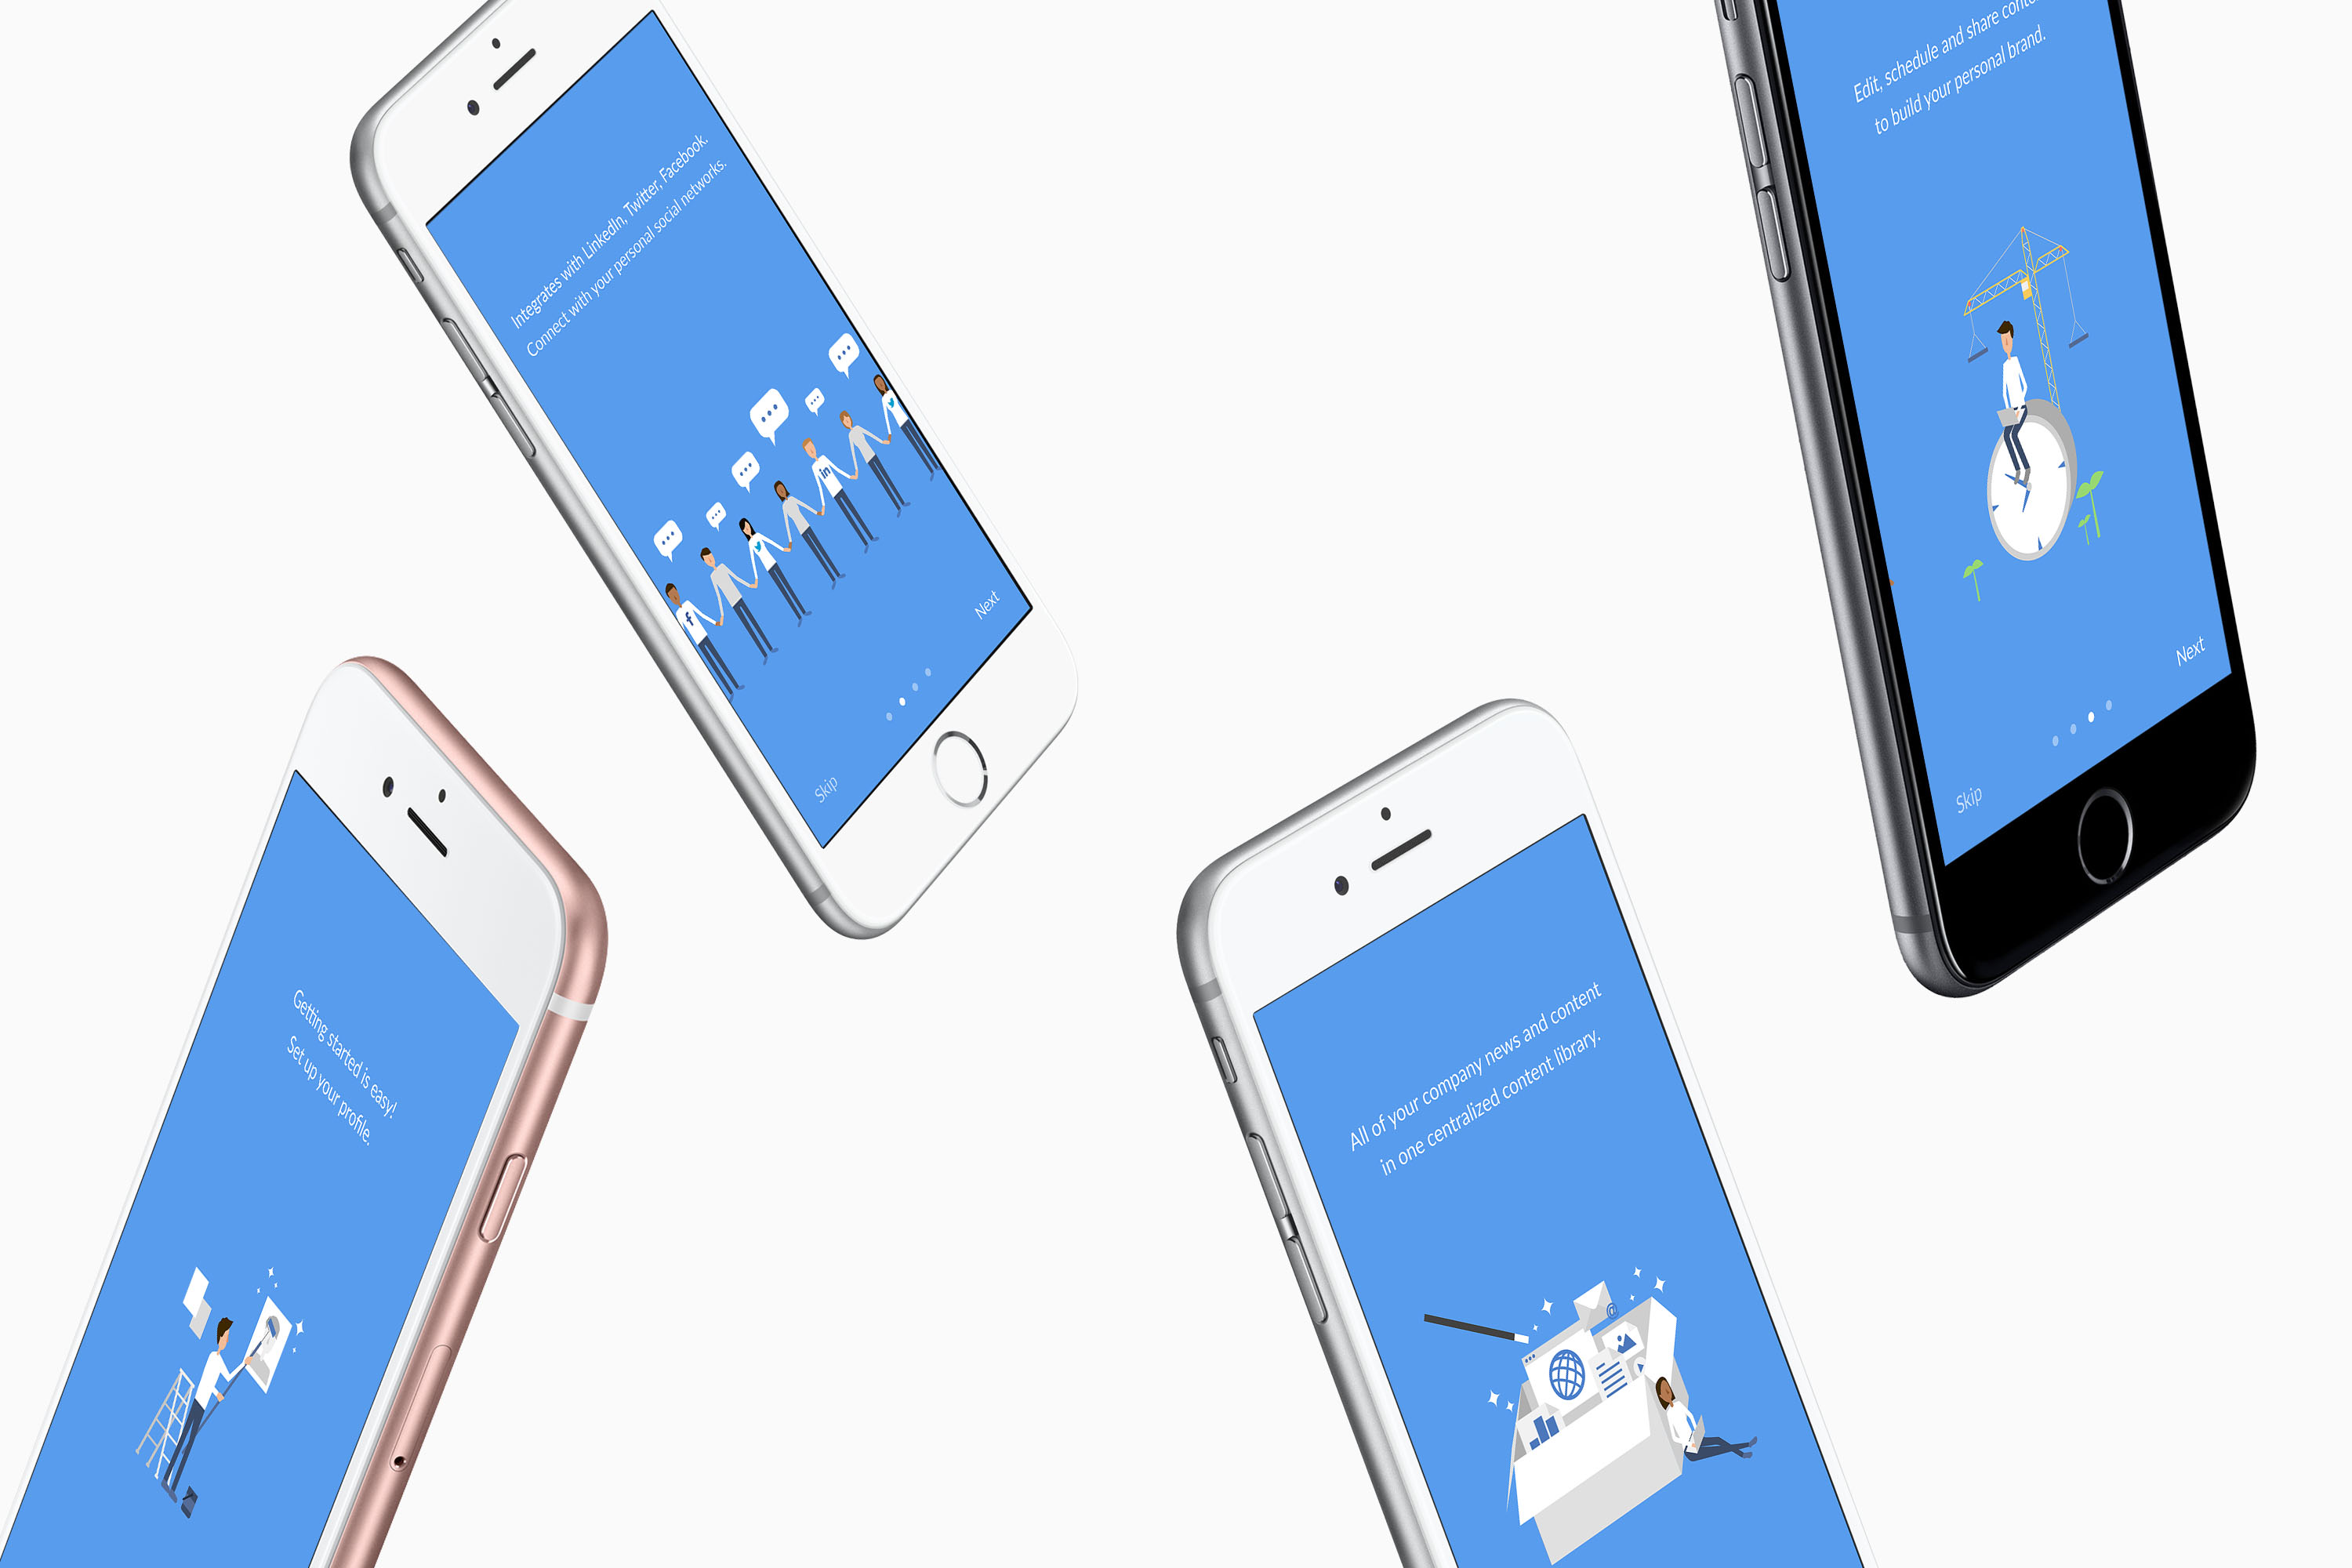 Integrates with LinkedIn, Twitter, Facebook.
Connect with your personal social networks.
f
in
Next
Skip
Edit, schedule and share
to build your personal brand.
Next
Skip
Getting started is easy!
Set up your profile.
All of your company news and content
in one centralized content library.
@